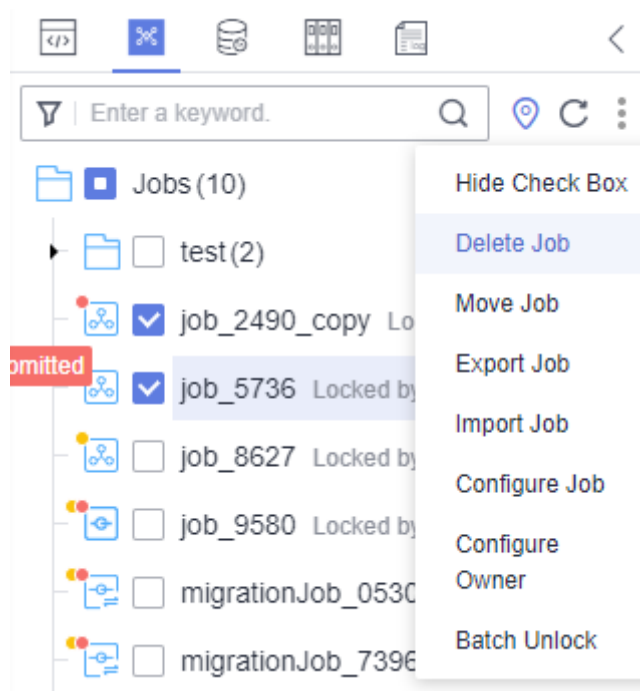 Enter a keyword.
Jobs (10)
Hide Check Box
test (2)
Delete Job
job_2490_copy Lo
Move Job
omitted
job_5736 Locked by
Export Job
Import Job
job_8627 Locked by
Configure Job
job_9580 Locked by
Configure
Owner
migrationJob_0530
Batch Unlock
migrationJob_7396